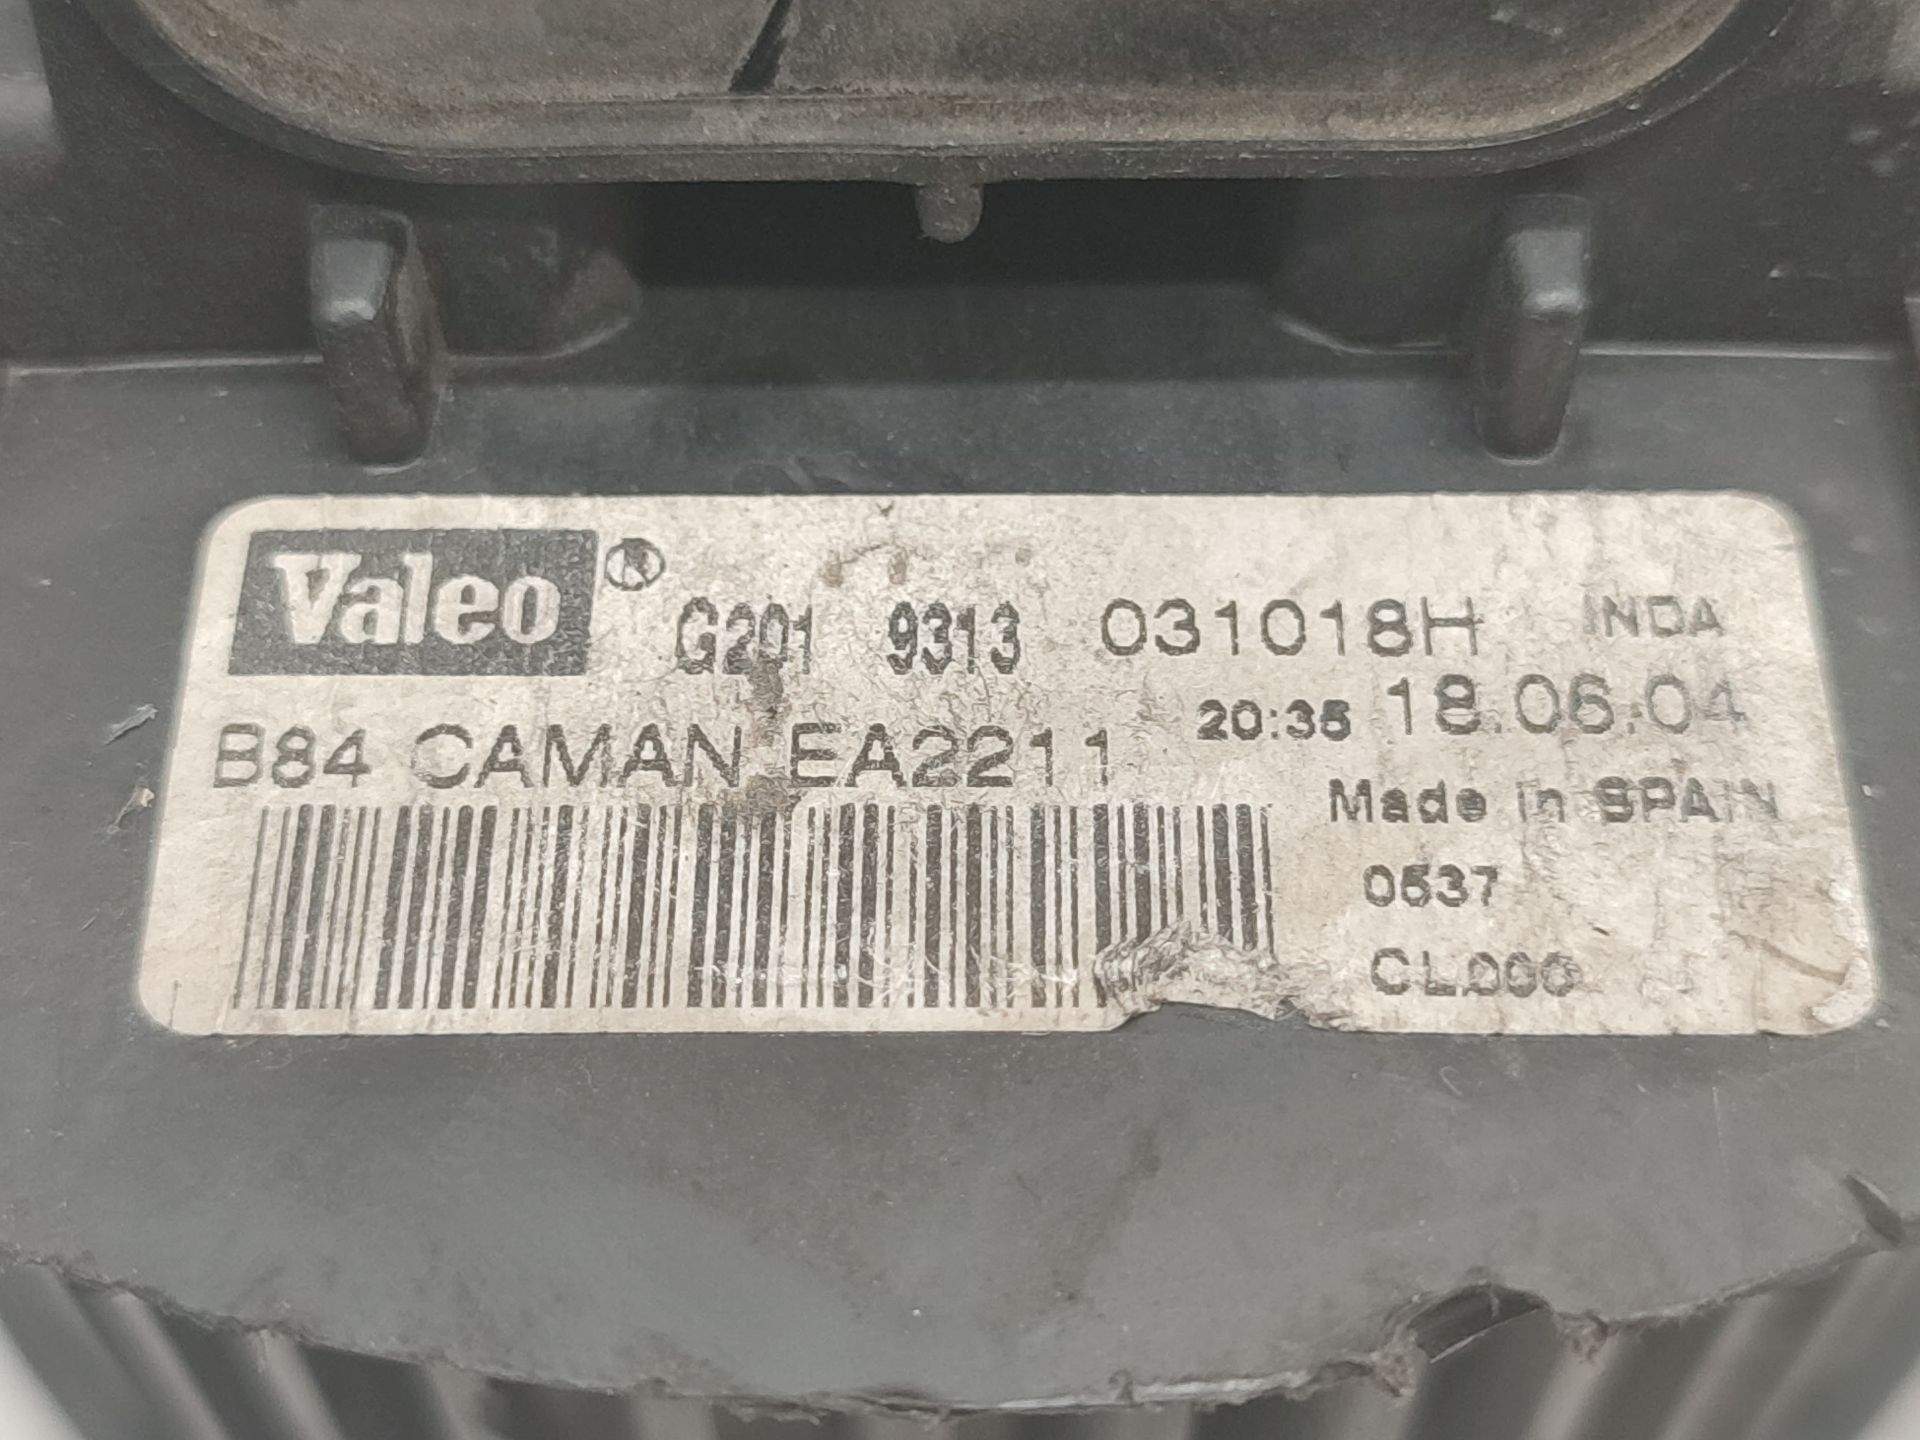 Valeo® G201 9313 031018H INDA
B84 CAMAN EA2211 20:35 18.06.04
Made in SPAIN
0537
CL000